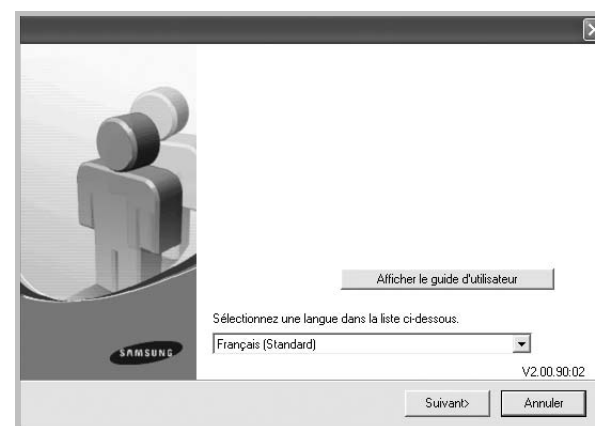 Afficher le guide d'utilisateur
Sélectionnez une langue dans la liste ci-dessous.
Français (Standard)
SAMSUNG
V2.00.90:02
Suivant>
Annuler